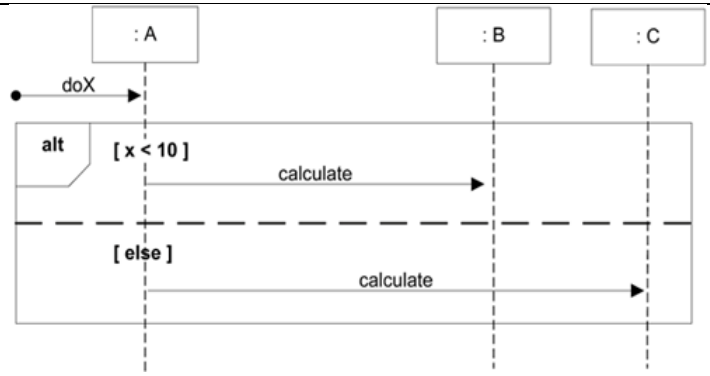 : A
: B
: C
doX
alt
[ x < 10 ]
calculate
[ else ]
calculate